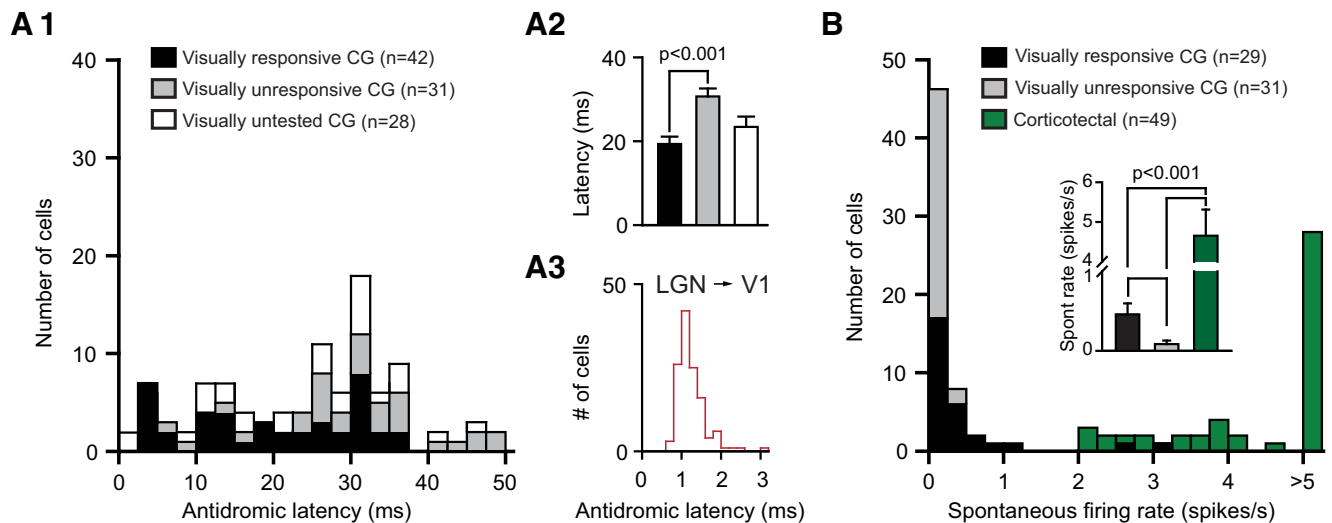 A 1
Visually responsive CG (n=42)
Visually unresponsive CG (n=31)
Visually untested CG (n=28)
Number of cells
40
30
20
10
0
0 10 20 30 40 50
Antidromic latency (ms)
A2
p<0.001
Latency (ms)
40
20
0
A3
LGN → V1
# of cells
50
0
0 1 2 3
Antidromic latency (ms)
B
Visually responsive CG (n=29)
Visually unresponsive CG (n=31)
Corticotectal (n=49)
Number of cells
50
40
30
20
10
0
p<0.001
Spont rate (spikes/s)
6
5
4
1
0
0 1 2 3 4 >5
Spontaneous firing rate (spikes/s)